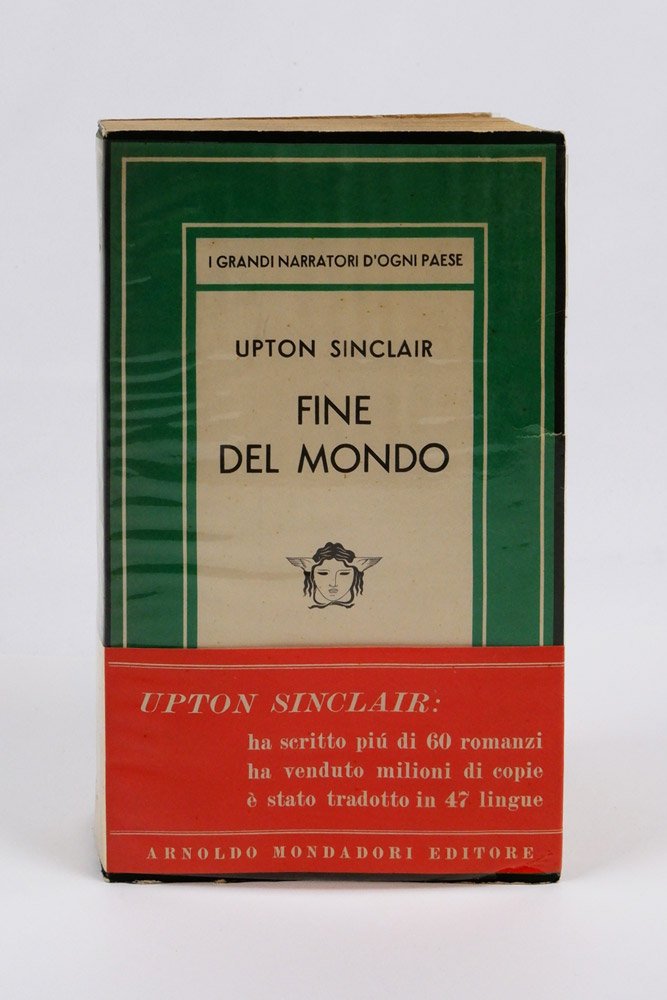 I GRANDI NARRATORI D'OGNI PAESE
UPTON SINCLAIR
FINE
DEL MONDO
UPTON SINCLAIR:
ha scritto piú di 60 romanzi
ha venduto milioni di copie
è stato tradotto in 47 lingue
ARNOLDO MONDADORI EDITORE